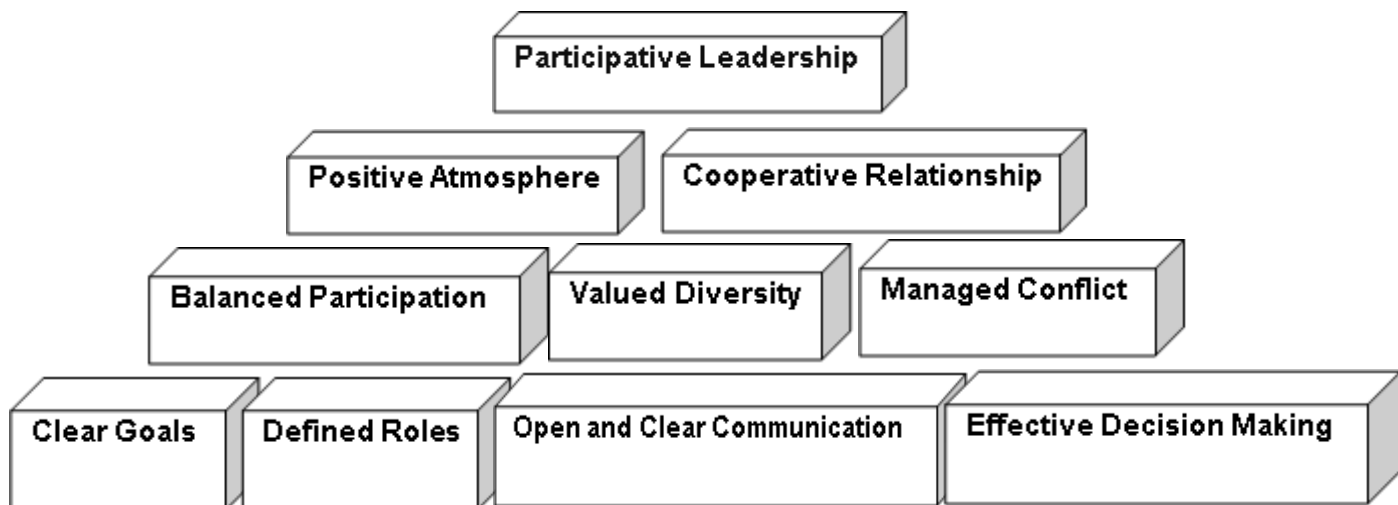 Participative Leadership
Positive Atmosphere
Cooperative Relationship
Balanced Participation
Valued Diversity
Managed Conflict
Clear Goals
Defined Roles
Open and Clear Communication
Effective Decision Making